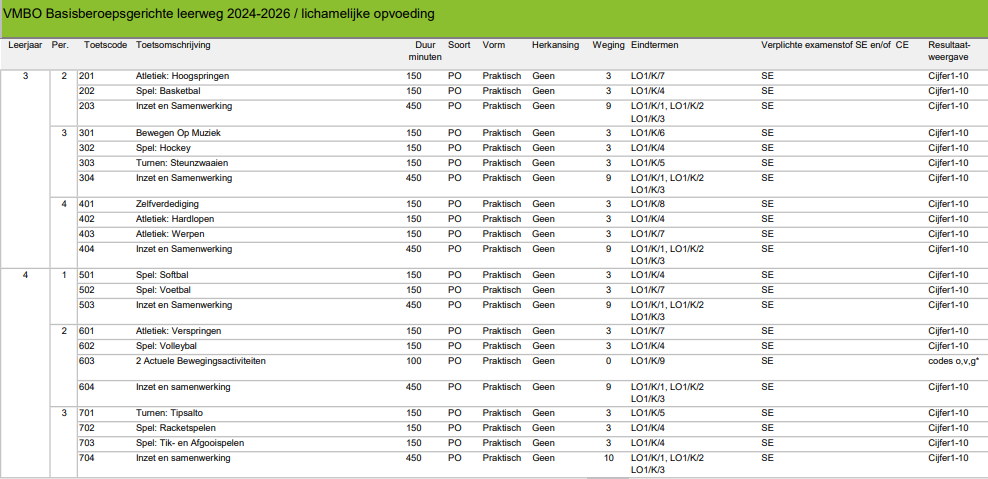 VMBO Basisberoepsgerichte leerweg 2024-2026 / lichamelijke opvoeding
Leerjaar Per. Toetscode Toetsomschrijving Duur minuten Soort Vorm Herkansing Weging Eindtermen Verplichte examenstof SE en/of CE Resultaat-weergave
3 2 201 Atletiek: Hoogspringen 150 PO Praktisch Geen 3 LO1/K/7 SE Cijfer1-10
202 Spel: Basketbal 150 PO Praktisch Geen 3 LO1/K/4 SE Cijfer1-10
203 Inzet en Samenwerking 450 PO Praktisch Geen 9 LO1/K/1, LO1/K/2 SE Cijfer1-10
LO1/K/3
3 301 Bewegen Op Muziek 150 PO Praktisch Geen 3 LO1/K/6 SE Cijfer1-10
302 Spel: Hockey 150 PO Praktisch Geen 3 LO1/K/4 SE Cijfer1-10
303 Turnen: Steunzwaaien 150 PO Praktisch Geen 3 LO1/K/5 SE Cijfer1-10
304 Inzet en Samenwerking 450 PO Praktisch Geen 9 LO1/K/1, LO1/K/2 SE Cijfer1-10
LO1/K/3
4 401 Zelfverdediging 150 PO Praktisch Geen 3 LO1/K/8 SE Cijfer1-10
402 Atletiek: Hardlopen 150 PO Praktisch Geen 3 LO1/K/4 SE Cijfer1-10
403 Atletiek: Werpen 150 PO Praktisch Geen 3 LO1/K/7 SE Cijfer1-10
404 Inzet en Samenwerking 450 PO Praktisch Geen 9 LO1/K/1, LO1/K/2 SE Cijfer1-10
LO1/K/3
4 1 501 Spel: Softbal 150 PO Praktisch Geen 3 LO1/K/4 SE Cijfer1-10
502 Spel: Voetbal 150 PO Praktisch Geen 3 LO1/K/7 SE Cijfer1-10
503 Inzet en Samenwerking 450 PO Praktisch Geen 9 LO1/K/1, LO1/K/2 SE Cijfer1-10
LO1/K/3
2 601 Atletiek: Verspringen 150 PO Praktisch Geen 3 LO1/K/7 SE Cijfer1-10
602 Spel: Volleybal 150 PO Praktisch Geen 3 LO1/K/4 SE Cijfer1-10
603 2 Actuele Bewegingsactiviteiten 100 PO Praktisch Geen 0 LO1/K/9 SE codes o,v,g*
604 Inzet en samenwerking 450 PO Praktisch Geen 9 LO1/K/1, LO1/K/2 SE Cijfer1-10
LO1/K/3
3 701 Turnen: Tipsalto 150 PO Praktisch Geen 3 LO1/K/5 SE Cijfer1-10
702 Spel: Racketspelen 150 PO Praktisch Geen 3 LO1/K/4 SE Cijfer1-10
703 Spel: Tik- en Afgooispelen 150 PO Praktisch Geen 3 LO1/K/4 SE Cijfer1-10
704 Inzet en samenwerking 450 PO Praktisch Geen 10 LO1/K/1, LO1/K/2 SE Cijfer1-10
LO1/K/3